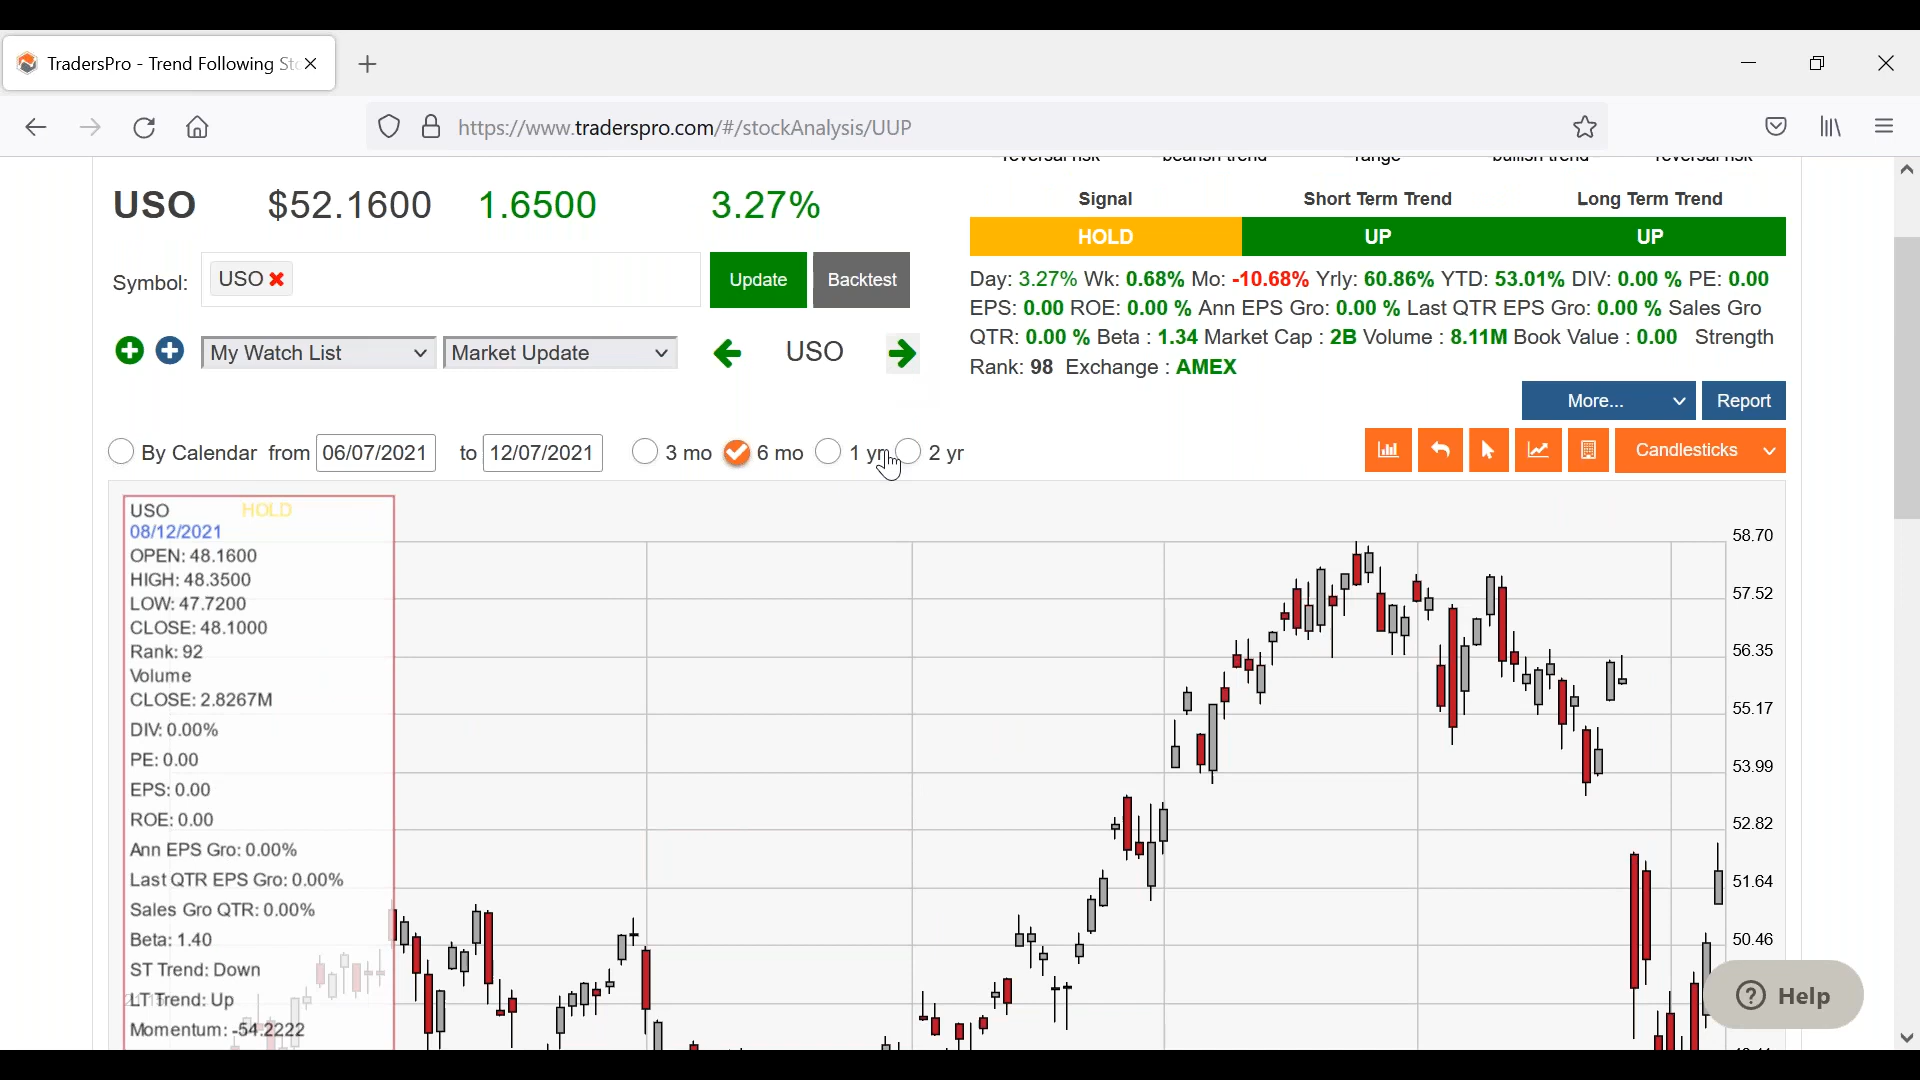 TradersPro - Trend Following Sto
https://www.traderspro.com/#/stockAnalysis/UUP
reversal risk bearish trend range bullish trend reversal risk
USO $52.1600 1.6500 3.27%
Signal Short Term Trend Long Term Trend
HOLD UP UP
Symbol: USO Update Backtest
Day: 3.27% Wk: 0.68% Mo: -10.68% Yrly: 60.86% YTD: 53.01% DIV: 0.00 % PE: 0.00
EPS: 0.00 ROE: 0.00 % Ann EPS Gro: 0.00 % Last QTR EPS Gro: 0.00 % Sales Gro
QTR: 0.00 % Beta : 1.34 Market Cap : 2B Volume : 8.11M Book Value : 0.00 Strength
Rank: 98 Exchange : AMEX
My Watch List Market Update USO
More... Report
By Calendar from 06/07/2021 to 12/07/2021 3 mo 6 mo 1 yr 2 yr
Candlesticks
USO HOLD
08/12/2021
OPEN: 48.1600
HIGH: 48.3500
LOW: 47.7200
CLOSE: 48.1000
Rank: 92
Volume
CLOSE: 2.8267M
DIV: 0.00%
PE: 0.00
EPS: 0.00
ROE: 0.00
Ann EPS Gro: 0.00%
Last QTR EPS Gro: 0.00%
Sales Gro QTR: 0.00%
Beta: 1.40
ST Trend: Down
LT Trend: Up
Momentum: -54.2222
58.70
57.52
56.35
55.17
53.99
52.82
51.64
50.46
Help